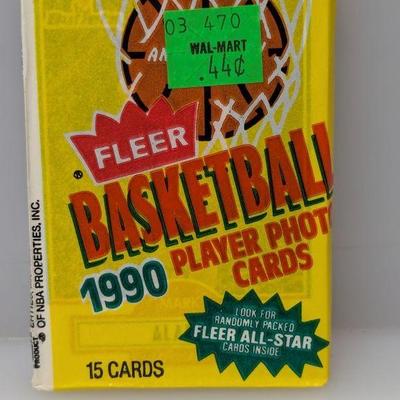 03 470
WAL-MART
.44¢
FLEER
®
BASKETBALL
1990 PLAYER PHOTO
CARDS
LOOK FOR
RANDOMLY PACKED
FLEER ALL-STAR
CARDS INSIDE
15 CARDS
PRODUCT
OF NBA PROPERTIES, INC.